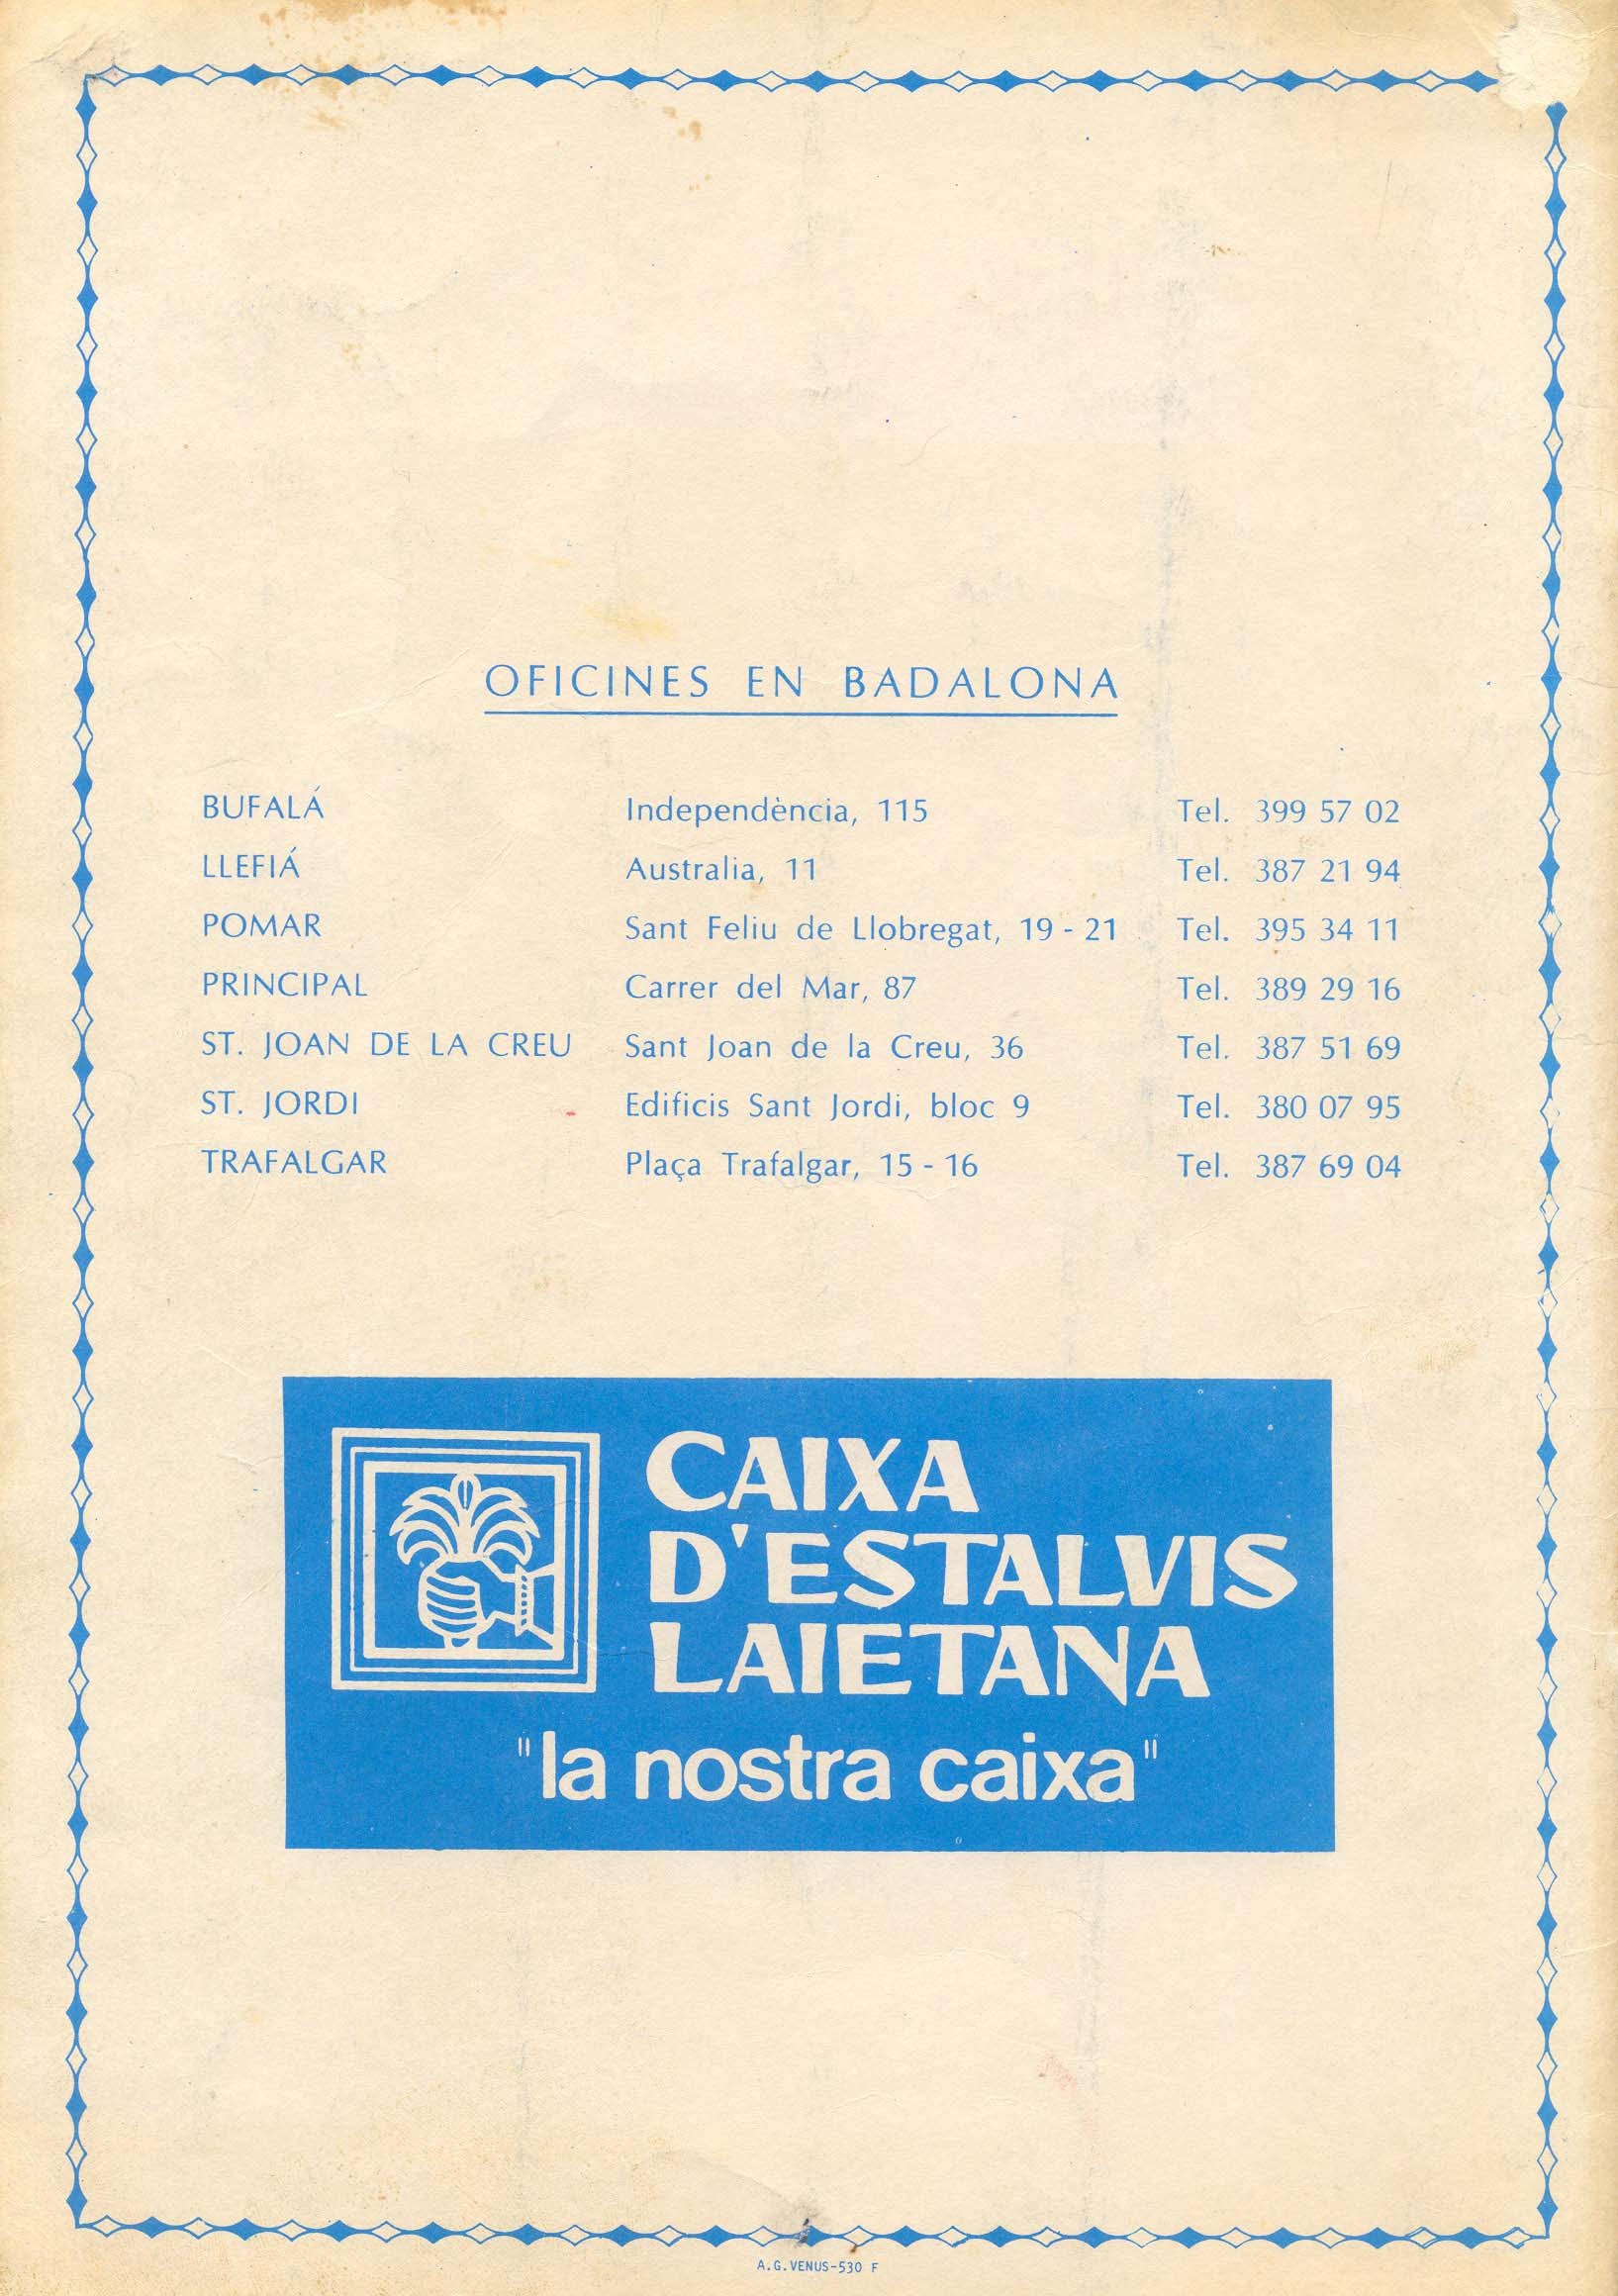 OFICINES EN BADALONA
BUFALÁ Independència, 115 Tel. 399 57 02
LLEFIÁ Australia, 11 Tel. 387 21 94
POMAR Sant Feliu de Llobregat, 19 - 21 Tel. 395 34 11
PRINCIPAL Carrer del Mar, 87 Tel. 389 29 16
ST. JOAN DE LA CREU Sant Joan de la Creu, 36 Tel. 387 51 69
ST. JORDI Edificis Sant Jordi, bloc 9 Tel. 380 07 95
TRAFALGAR Plaça Trafalgar, 15 - 16 Tel. 387 69 04
CAIXA
D'ESTALVIS
LAIETANA
"la nostra caixa"
A.G.VENUS-530 F